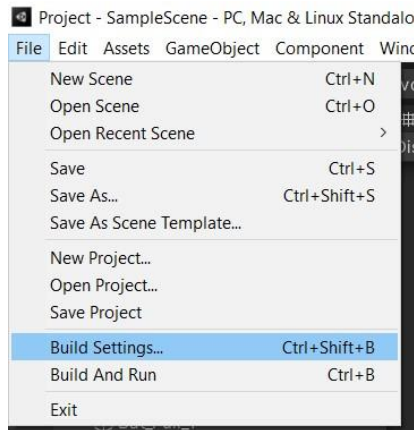 Project - SampleScene - PC, Mac & Linux Standalo
File Edit Assets GameObject Component Wind
New Scene Ctrl+N
Open Scene Ctrl+O
Open Recent Scene >
Save Ctrl+S
Save As... Ctrl+Shift+S
Save As Scene Template...
New Project...
Open Project...
Save Project
Build Settings... Ctrl+Shift+B
Build And Run Ctrl+B
Exit